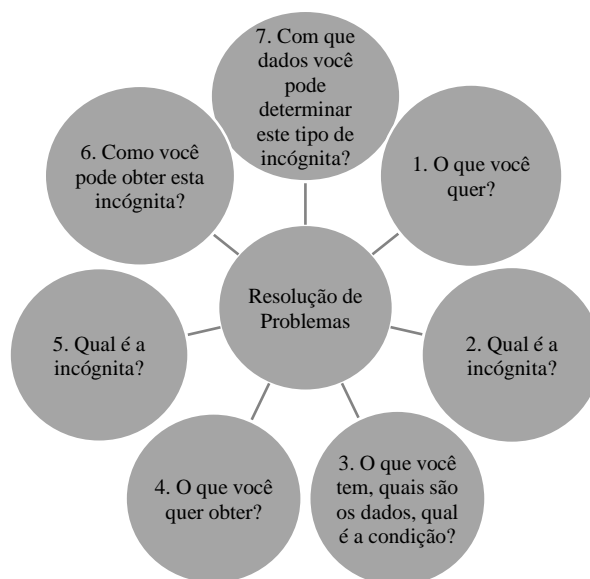 7. Com que
dados você
pode
determinar
este tipo de
incógnita?
1. O que você
quer?
2. Qual é a
incógnita?
3. O que você
tem, quais são
os dados, qual
é a condição?
4. O que você
quer obter?
5. Qual é a
incógnita?
6. Como você
pode obter esta
incógnita?
Resolução de
Problemas